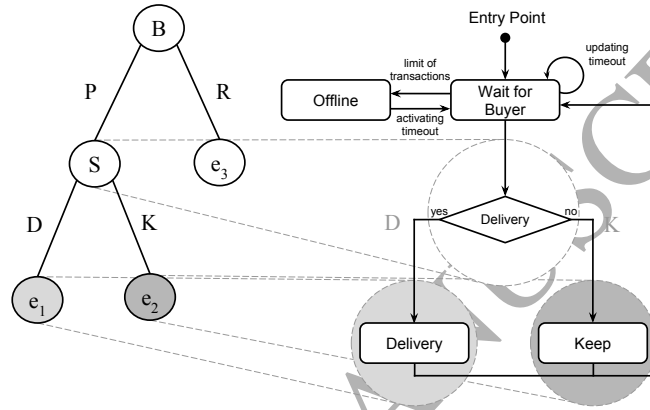 Entry Point
B
updating
timeout
limit of
transactions
P
R
Offline
Wait for
Buyer
activating
timeout
S
e3
D
K
D
yes
Delivery
no
K
e1
e2
Delivery
Keep